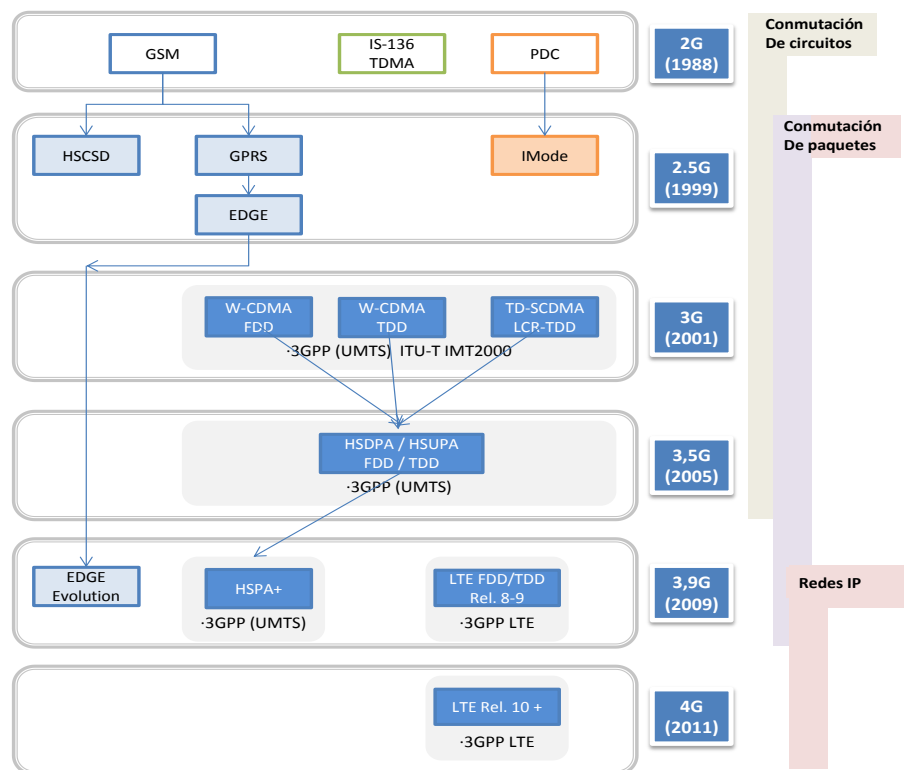 GSM
IS-136
TDMA
PDC
2G
(1988)
Conmutación
De circuitos
HSCSD
GPRS
IMode
EDGE
2.5G
(1999)
Conmutación
De paquetes
W-CDMA
FDD
W-CDMA
TDD
TD-SCDMA
LCR-TDD
·3GPP (UMTS) ITU-T IMT2000
3G
(2001)
HSDPA / HSUPA
FDD / TDD
·3GPP (UMTS)
3,5G
(2005)
EDGE
Evolution
HSPA+
·3GPP (UMTS)
LTE FDD/TDD
Rel. 8-9
·3GPP LTE
3,9G
(2009)
Redes IP
LTE Rel. 10 +
·3GPP LTE
4G
(2011)